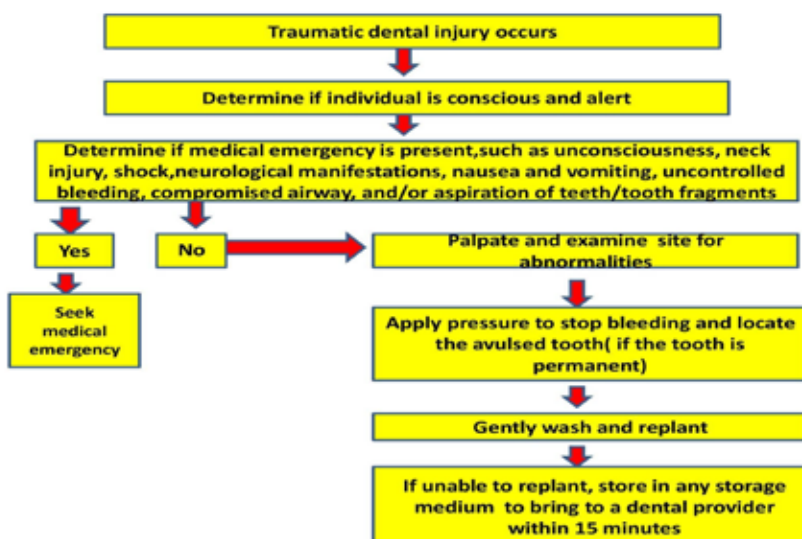 Traumatic dental injury occurs
Determine if individual is conscious and alert
Determine if medical emergency is present,such as unconsciousness, neck
injury, shock,neurological manifestations, nausea and vomiting, uncontrolled
bleeding, compromised airway, and/or aspiration of teeth/tooth fragments
Yes
No
Palpate and examine site for
abnormalities
Seek
medical
emergency
Apply pressure to stop bleeding and locate
the avulsed tooth( if the tooth is
permanent)
Gently wash and replant
If unable to replant, store in any storage
medium to bring to a dental provider
within 15 minutes